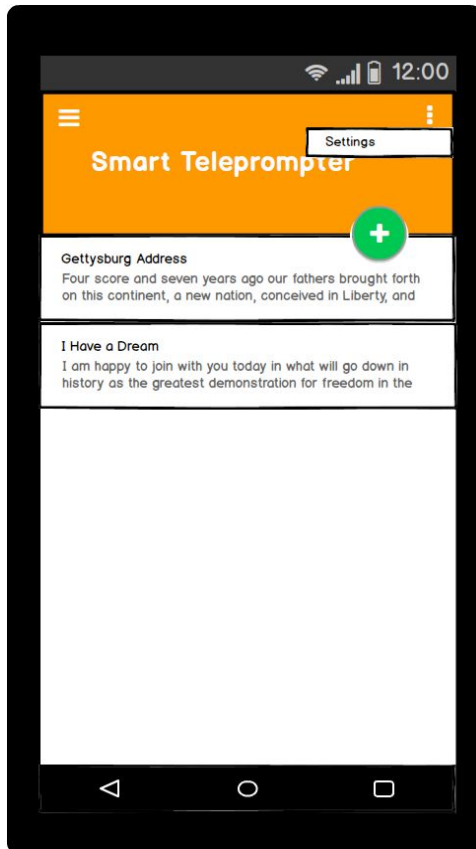 12:00
Settings
Smart Teleprompter
Gettysburg Address
Four score and seven years ago our fathers brought forth
on this continent, a new nation, conceived in Liberty, and
I Have a Dream
I am happy to join with you today in what will go down in
history as the greatest demonstration for freedom in the